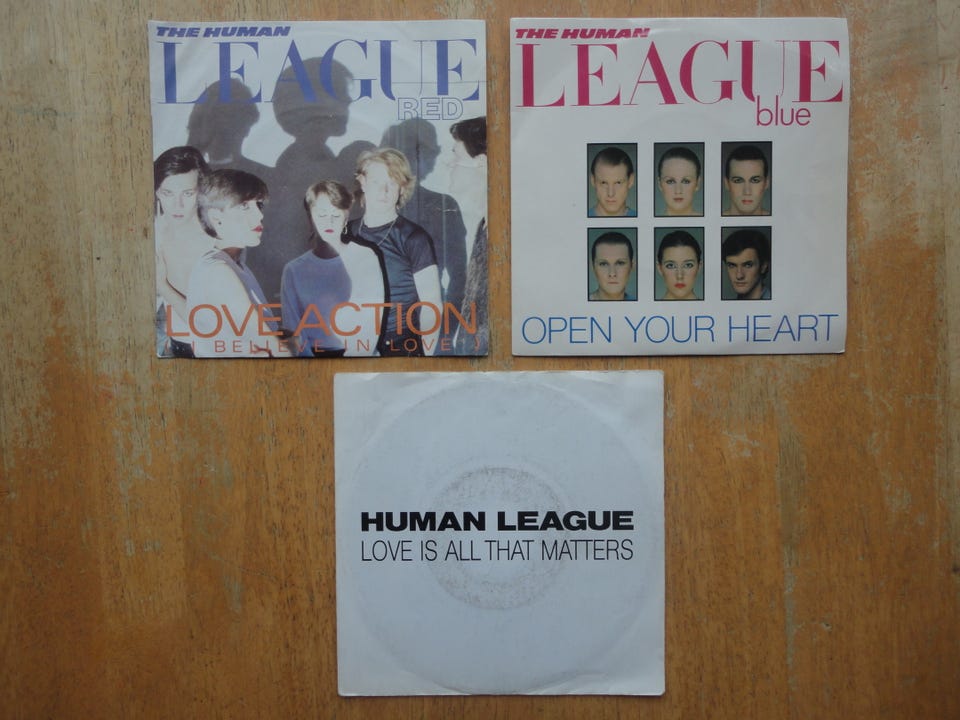 THE HUMAN
LEAGUE
RED
LOVE ACTION
( I BELIEVE IN LOVE )
THE HUMAN
LEAGUE
blue
OPEN YOUR HEART
HUMAN LEAGUE
LOVE IS ALL THAT MATTERS